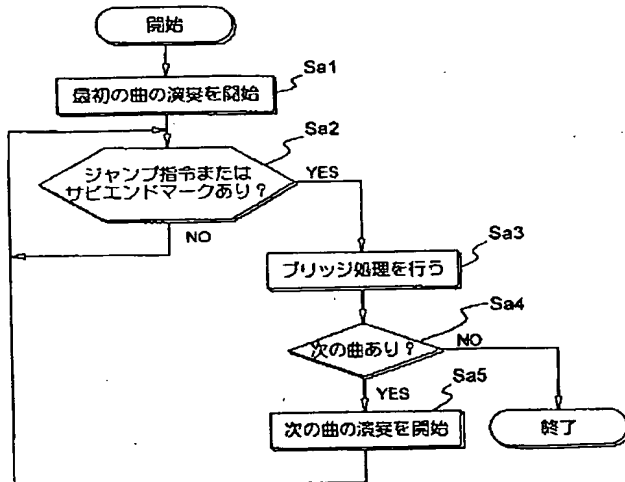 開始
Sa1
最初の曲の演奏を開始
Sa2
ジャンプ指令または
サビエンドマークあり?
YES
NO
Sa3
ブリッジ処理を行う
Sa4
次の曲あり?
NO
YES
Sa5
次の曲の演奏を開始
終了